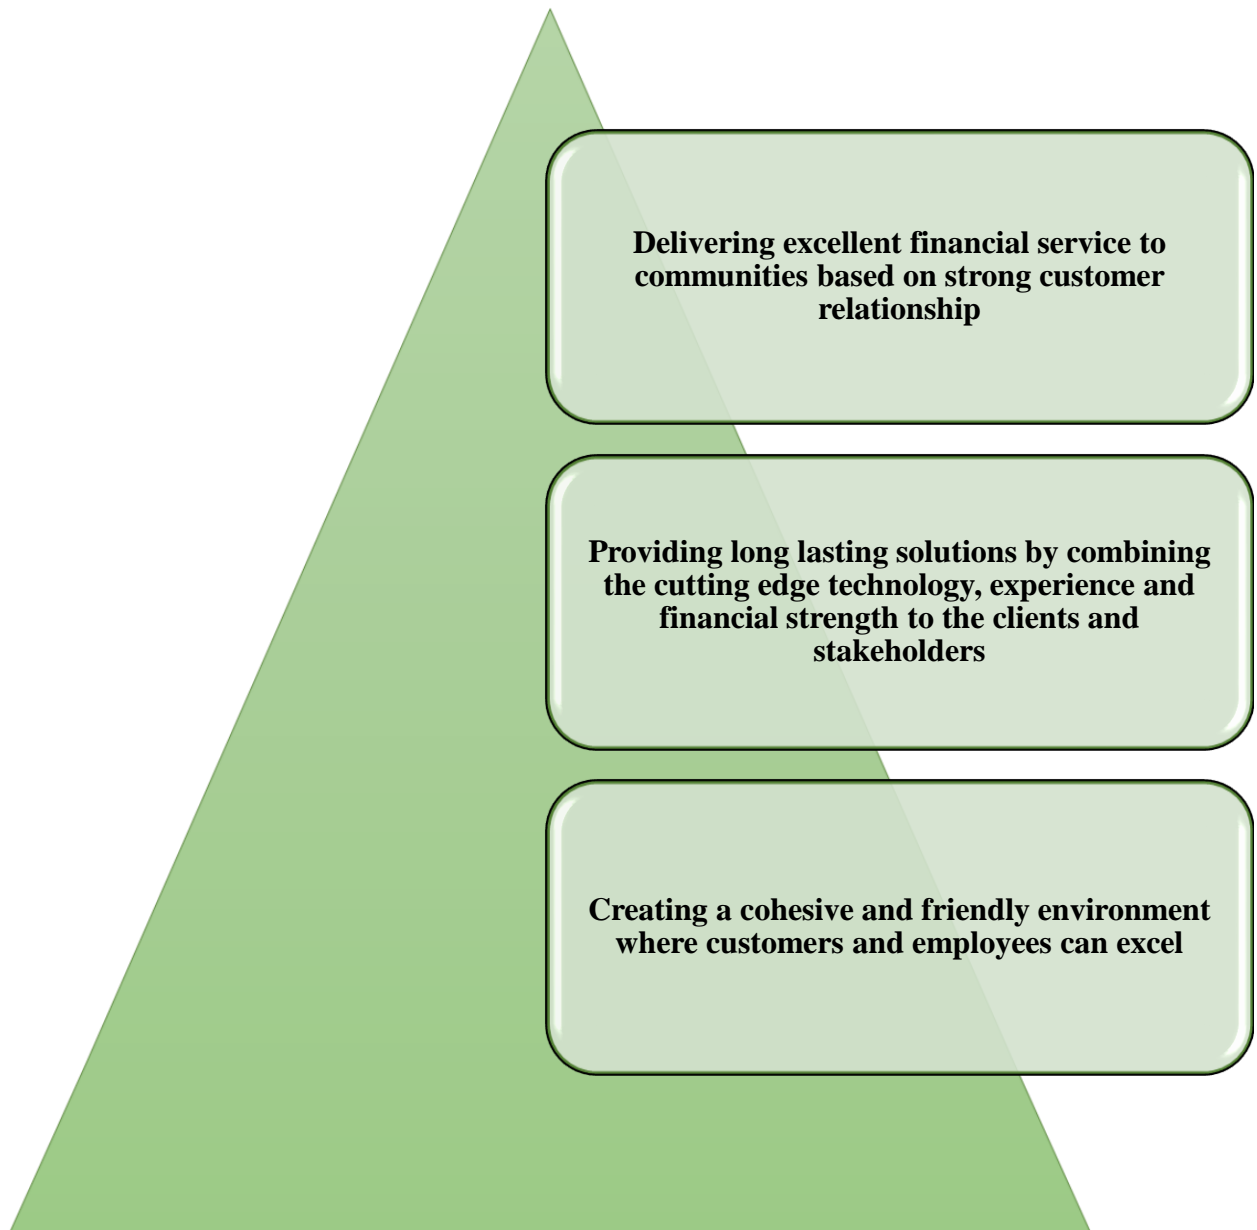 Delivering excellent financial service to
communities based on strong customer
relationship
Providing long lasting solutions by combining
the cutting edge technology, experience and
financial strength to the clients and
stakeholders
Creating a cohesive and friendly environment
where customers and employees can excel